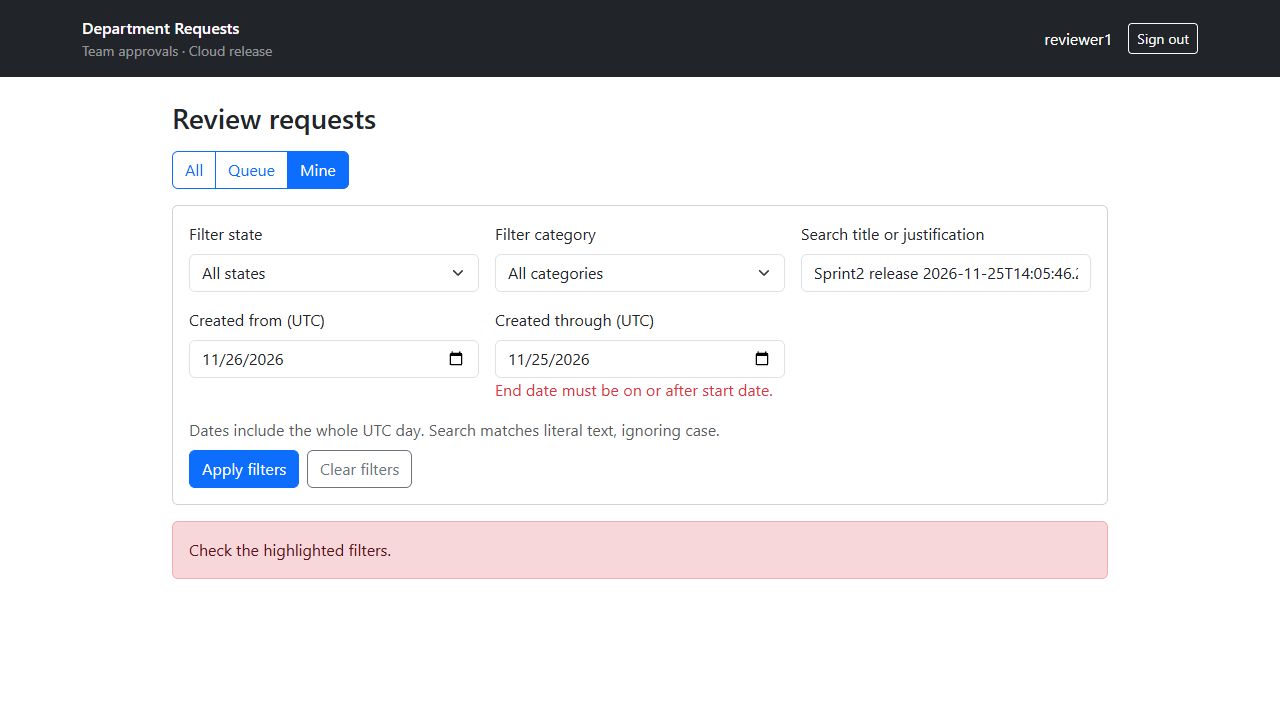 Department Requests
Team approvals · Cloud release
reviewer1
Sign out
Review requests
All
Queue
Mine
Filter state
Filter category
Search title or justification
All states
All categories
Sprint2 release 2026-11-25T14:05:46.
Created from (UTC)
Created through (UTC)
11/26/2026
11/25/2026
End date must be on or after start date.
Dates include the whole UTC day. Search matches literal text, ignoring case.
Apply filters
Clear filters
Check the highlighted filters.